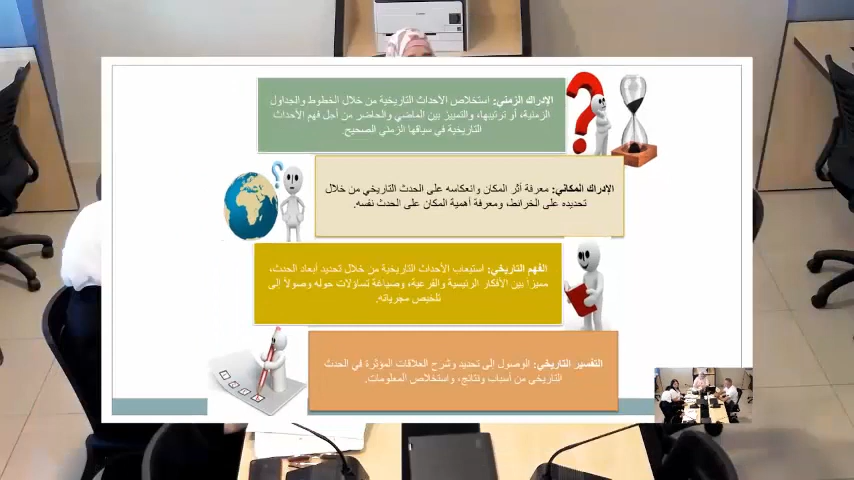 الإدراك الزمني: استخلاص الأحداث التاريخية من خلال الخطوط والجداول
الزمنية، أو ترتيبها، والتمييز بين الماضي والحاضر من أجل فهم الأحداث
التاريخية في سياقها الزمني الصحيح.
الإدراك المكاني: معرفة أثر المكان وانعكاسه على الحدث التاريخي من خلال
تحديده على الخرائط، ومعرفة أهمية المكان على الحدث نفسه.
الفهم التاريخي: استيعاب الأحداث التاريخية من خلال تحديد أبعاد الحدث،
مميزاً بين الأفكار الرئيسية والفرعية، وصياغة تساؤلات حوله وصولاً إلى
تلخيص مجرياته.
التفسير التاريخي: الوصول إلى تحديد وشرح العلاقات المؤثرة في الحدث
التاريخي من أسباب ونتائج، واستخلاص المعلومات.